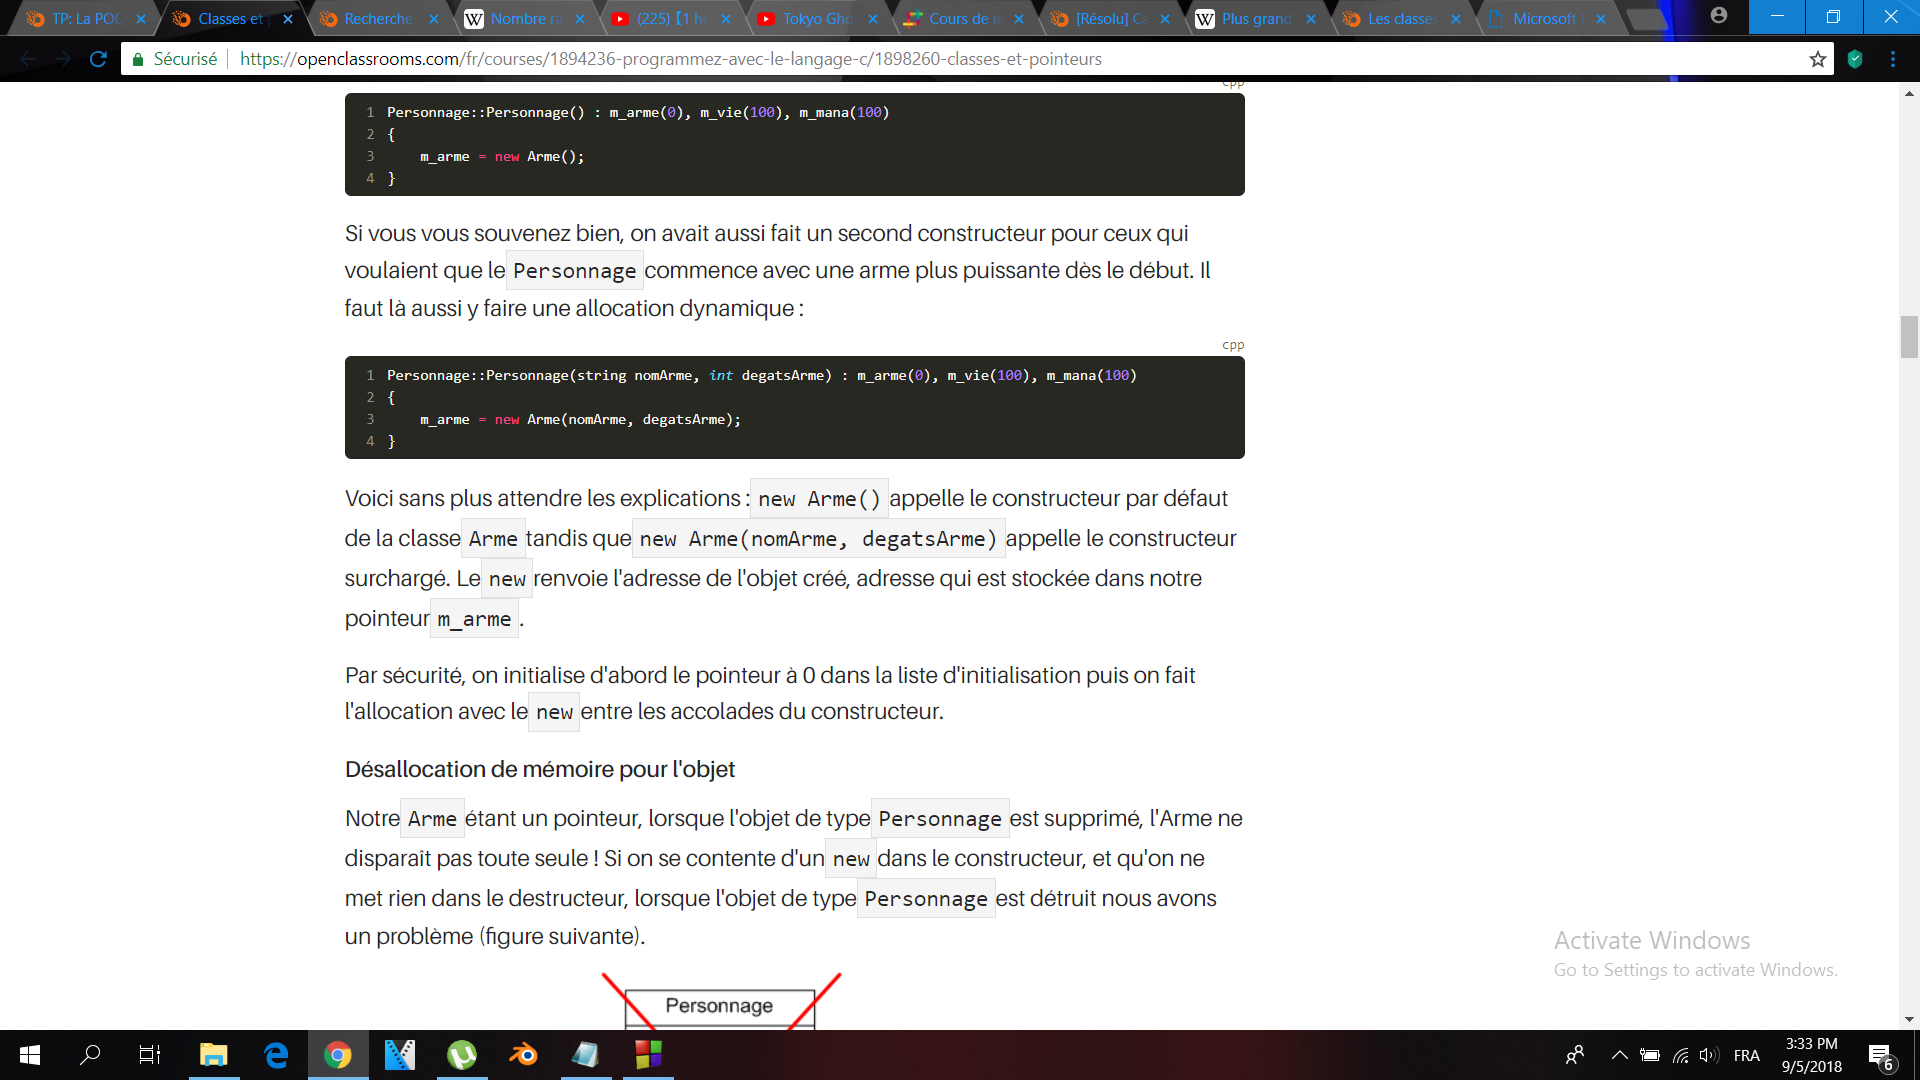 TP: La POO
Classes et p
Recherche
Nombre ra
(225) 【1 ho
Tokyo Gho
Cours de m
[Résolu] Ca
Plus grand
Les classes
Microsoft
Sécurisé https://openclassrooms.com/fr/courses/1894236-programmez-avec-le-langage-c/1898260-classes-et-pointeurs
cpp
1 Personnage::Personnage() : m_arme(0), m_vie(100), m_mana(100)
2 {
3 m_arme = new Arme();
4 }
Si vous vous souvenez bien, on avait aussi fait un second constructeur pour ceux qui
voulaient que le Personnage commence avec une arme plus puissante dès le début. Il
faut là aussi y faire une allocation dynamique :
cpp
1 Personnage::Personnage(string nomArme, int degatsArme) : m_arme(0), m_vie(100), m_mana(100)
2 {
3 m_arme = new Arme(nomArme, degatsArme);
4 }
Voici sans plus attendre les explications : new Arme() appelle le constructeur par défaut
de la classe Arme tandis que new Arme(nomArme, degatsArme) appelle le constructeur
surchargé. Le new renvoie l'adresse de l'objet créé, adresse qui est stockée dans notre
pointeur m_arme .
Par sécurité, on initialise d'abord le pointeur à 0 dans la liste d'initialisation puis on fait
l'allocation avec le new entre les accolades du constructeur.
Désallocation de mémoire pour l'objet
Notre Arme étant un pointeur, lorsque l'objet de type Personnage est supprimé, l'Arme ne
disparaît pas toute seule ! Si on se contente d'un new dans le constructeur, et qu'on ne
met rien dans le destructeur, lorsque l'objet de type Personnage est détruit nous avons
un problème (figure suivante).
Personnage
Activate Windows
Go to Settings to activate Windows.
FRA
3:33 PM
9/5/2018
6